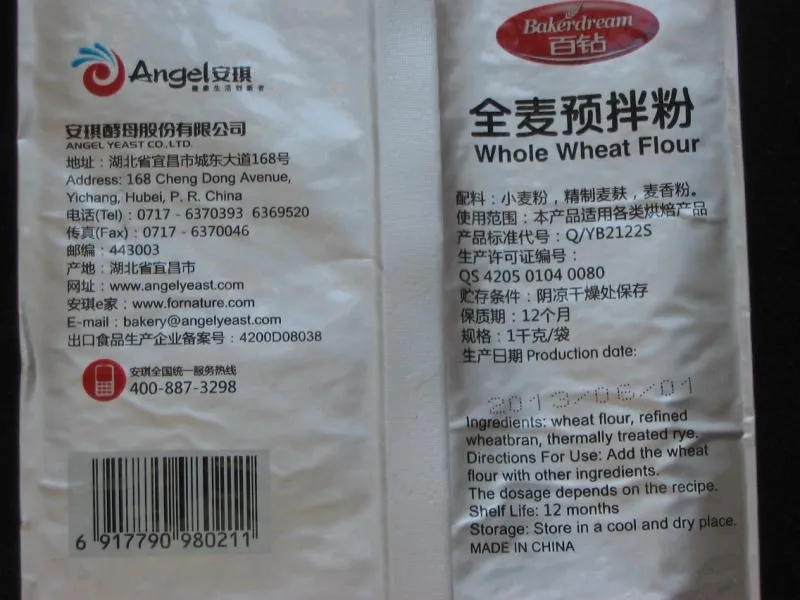 Angel安琪
健康生活创新者
安琪酵母股份有限公司
ANGEL YEAST CO.,LTD.
地址：湖北省宜昌市城东大道168号
Address: 168 Cheng Dong Avenue,
Yichang, Hubei, P. R. China
电话(Tel)：0717 - 6370393 6369520
传真(Fax)：0717 - 6370046
邮编：443003
产地：湖北省宜昌市
网址：www.angelyeast.com
安琪e家：www.fornature.com
E-mail：bakery@angelyeast.com
出口食品生产企业备案号：4200D08038
安琪全国统一服务热线
400-887-3298
6 917790 980211
Bakerdream
百钻
全麦预拌粉
Whole Wheat Flour
配料：小麦粉，精制麦麸，麦香粉。
使用范围：本产品适用各类烘焙产品
产品标准代号：Q/YB2122S
生产许可证编号：
QS 4205 0104 0080
贮存条件：阴凉干燥处保存
保质期：12个月
规格：1千克/袋
生产日期 Production date:
2013/06/01
Ingredients: wheat flour, refined
wheatbran, thermally treated rye.
Directions For Use: Add the wheat
flour with other ingredients.
The dosage depends on the recipe.
Shelf Life: 12 months
Storage: Store in a cool and dry place.
MADE IN CHINA